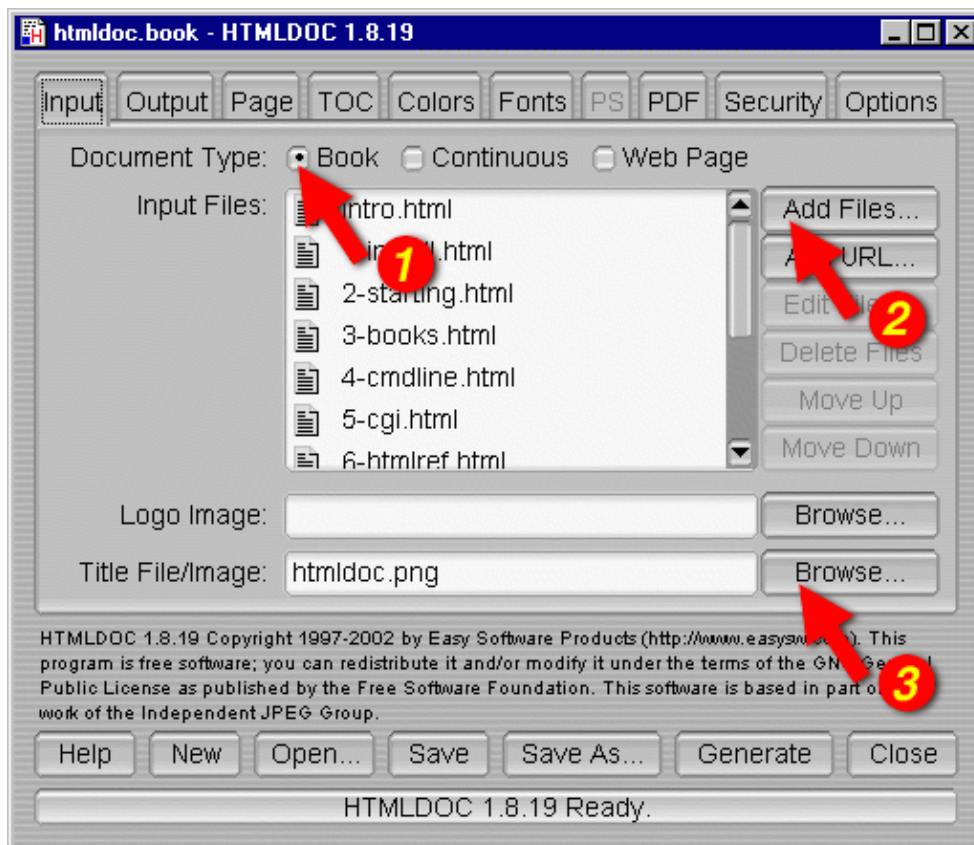 htmldoc.book - HTMLDOC 1.8.19
Input Output Page TOC Colors Fonts PS PDF Security Options
Document Type: Book Continuous Web Page
Input Files:
intro.html
2-starting.html
3-books.html
4-cmdline.html
5-cgi.html
6-htmlref.html
Add Files...
URL...
Edit
Delete Files
Move Up
Move Down
1
2
Logo Image: Browse...
Title File/Image: htmldoc.png Browse...
3
HTMLDOC 1.8.19 Copyright 1997-2002 by Easy Software Products (http://www.easysw. This
program is free software; you can redistribute it and/or modify it under the terms of the
Public License as published by the Free Software Foundation. This software is based in part
work of the Independent JPEG Group.
Help New Open... Save Save As... Generate Close
HTMLDOC 1.8.19 Ready.